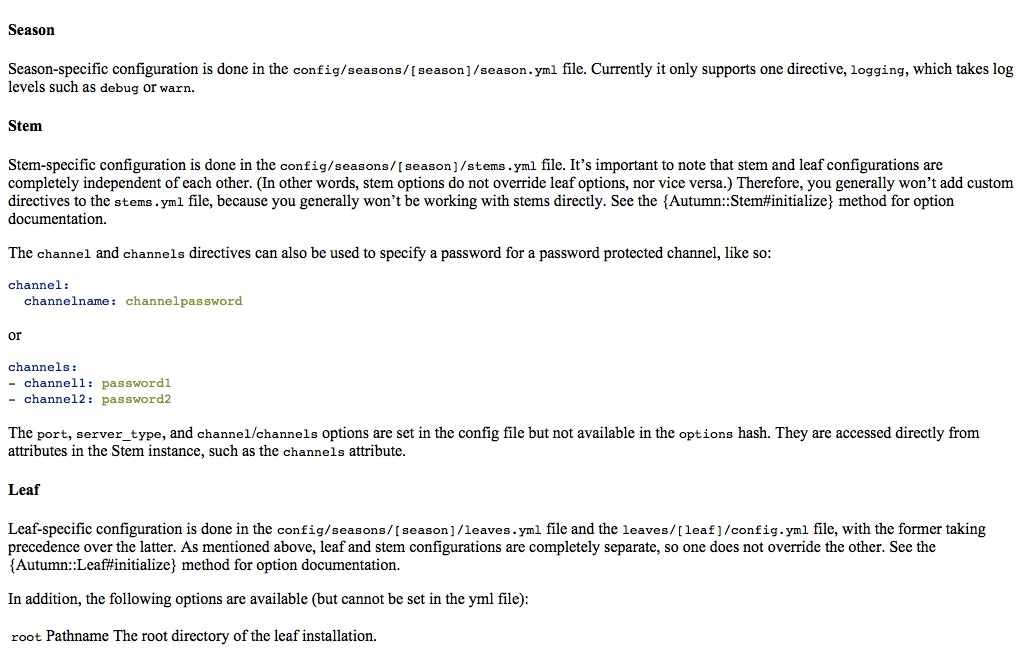 Season
Season-specific configuration is done in the config/seasons/[season]/season.yml file. Currently it only supports one directive, logging, which takes log
levels such as debug or warn.
Stem
Stem-specific configuration is done in the config/seasons/[season]/stems.yml file. It’s important to note that stem and leaf configurations are
completely independent of each other. (In other words, stem options do not override leaf options, nor vice versa.) Therefore, you generally won’t add custom
directives to the stems.yml file, because you generally won’t be working with stems directly. See the {Autumn::Stem#initialize} method for option
documentation.
The channel and channels directives can also be used to specify a password for a password protected channel, like so:
channel:
  channelname: channelpassword
or
channels:
- channel1: password1
- channel2: password2
The port, server_type, and channel/channels options are set in the config file but not available in the options hash. They are accessed directly from
attributes in the Stem instance, such as the channels attribute.
Leaf
Leaf-specific configuration is done in the config/seasons/[season]/leaves.yml file and the leaves/[leaf]/config.yml file, with the former taking
precedence over the latter. As mentioned above, leaf and stem configurations are completely separate, so one does not override the other. See the
{Autumn::Leaf#initialize} method for option documentation.
In addition, the following options are available (but cannot be set in the yml file):
root Pathname The root directory of the leaf installation.